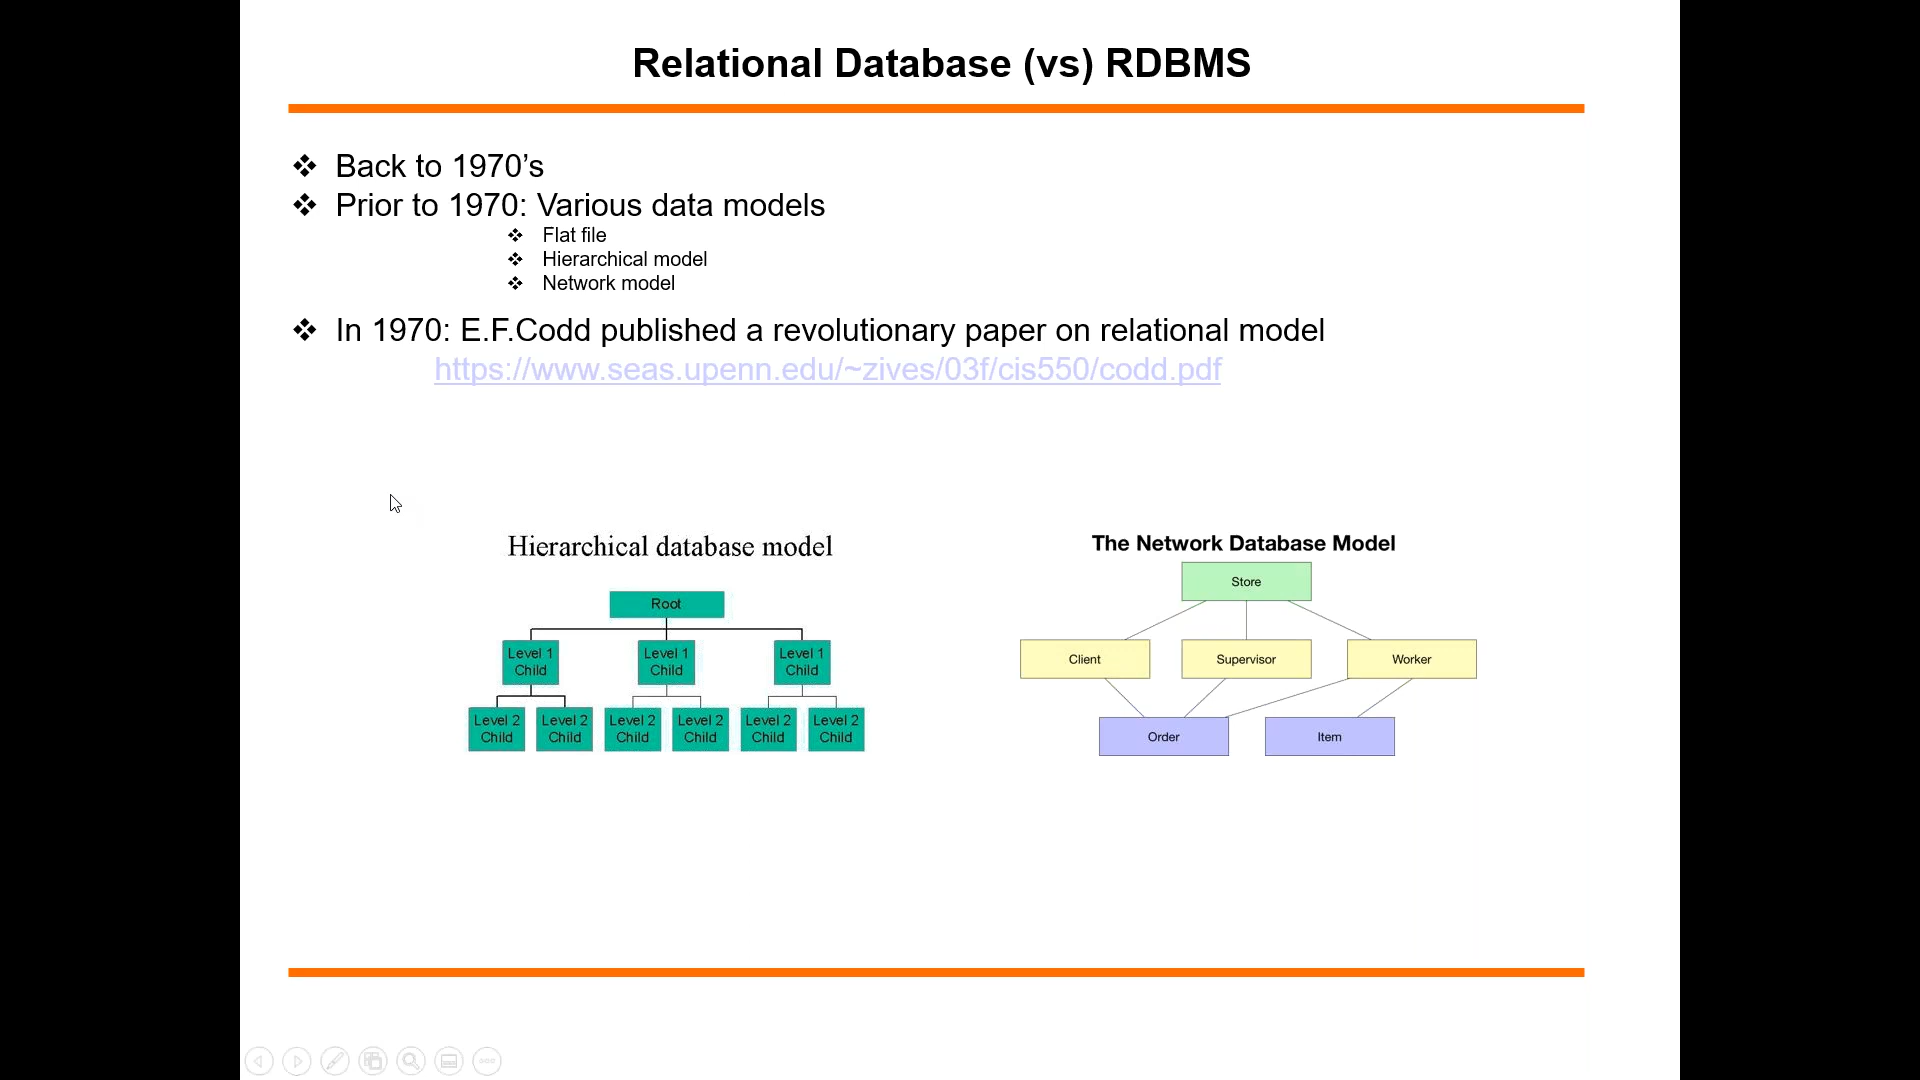 Relational Database (vs) RDBMS
❖ Back to 1970’s
❖ Prior to 1970: Various data models
❖ Flat file
❖ Hierarchical model
❖ Network model
❖ In 1970: E.F.Codd published a revolutionary paper on relational model
https://www.seas.upenn.edu/~zives/03f/cis550/codd.pdf
Hierarchical database model
Root
Level 1 Child
Level 1 Child
Level 1 Child
Level 2 Child
Level 2 Child
Level 2 Child
Level 2 Child
Level 2 Child
Level 2 Child
The Network Database Model
Store
Client
Supervisor
Worker
Order
Item